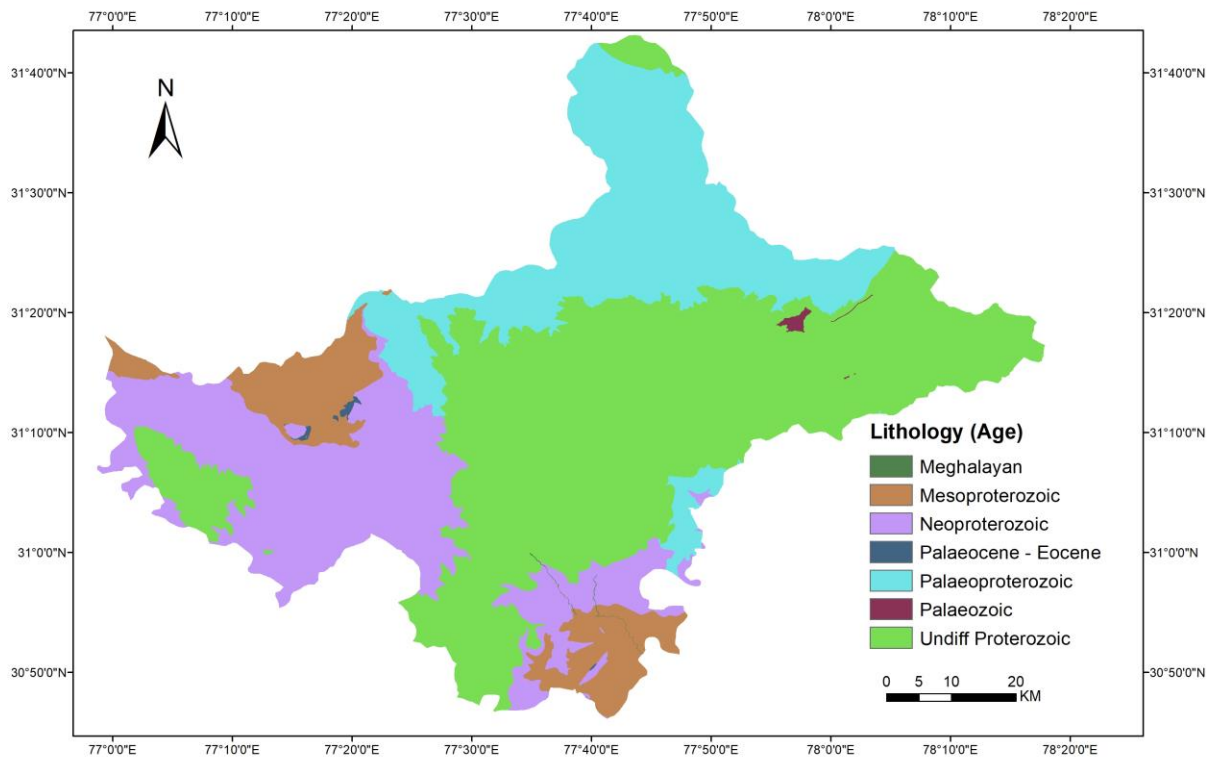 77°0'0"E 77°10'0"E 77°20'0"E 77°30'0"E 77°40'0"E 77°50'0"E 78°0'0"E 78°10'0"E 78°20'0"E
31°40'0"N 31°40'0"N
N
31°30'0"N 31°30'0"N
31°20'0"N 31°20'0"N
31°10'0"N 31°10'0"N
Lithology (Age)
Meghalayan
Mesoproterozoic
Neoproterozoic
31°0'0"N 31°0'0"N
Palaeocene - Eocene
Palaeoproterozoic
Palaeozoic
Undiff Proterozoic
30°50'0"N 30°50'0"N
0 5 10 20
KM
77°0'0"E 77°10'0"E 77°20'0"E 77°30'0"E 77°40'0"E 77°50'0"E 78°0'0"E 78°10'0"E 78°20'0"E